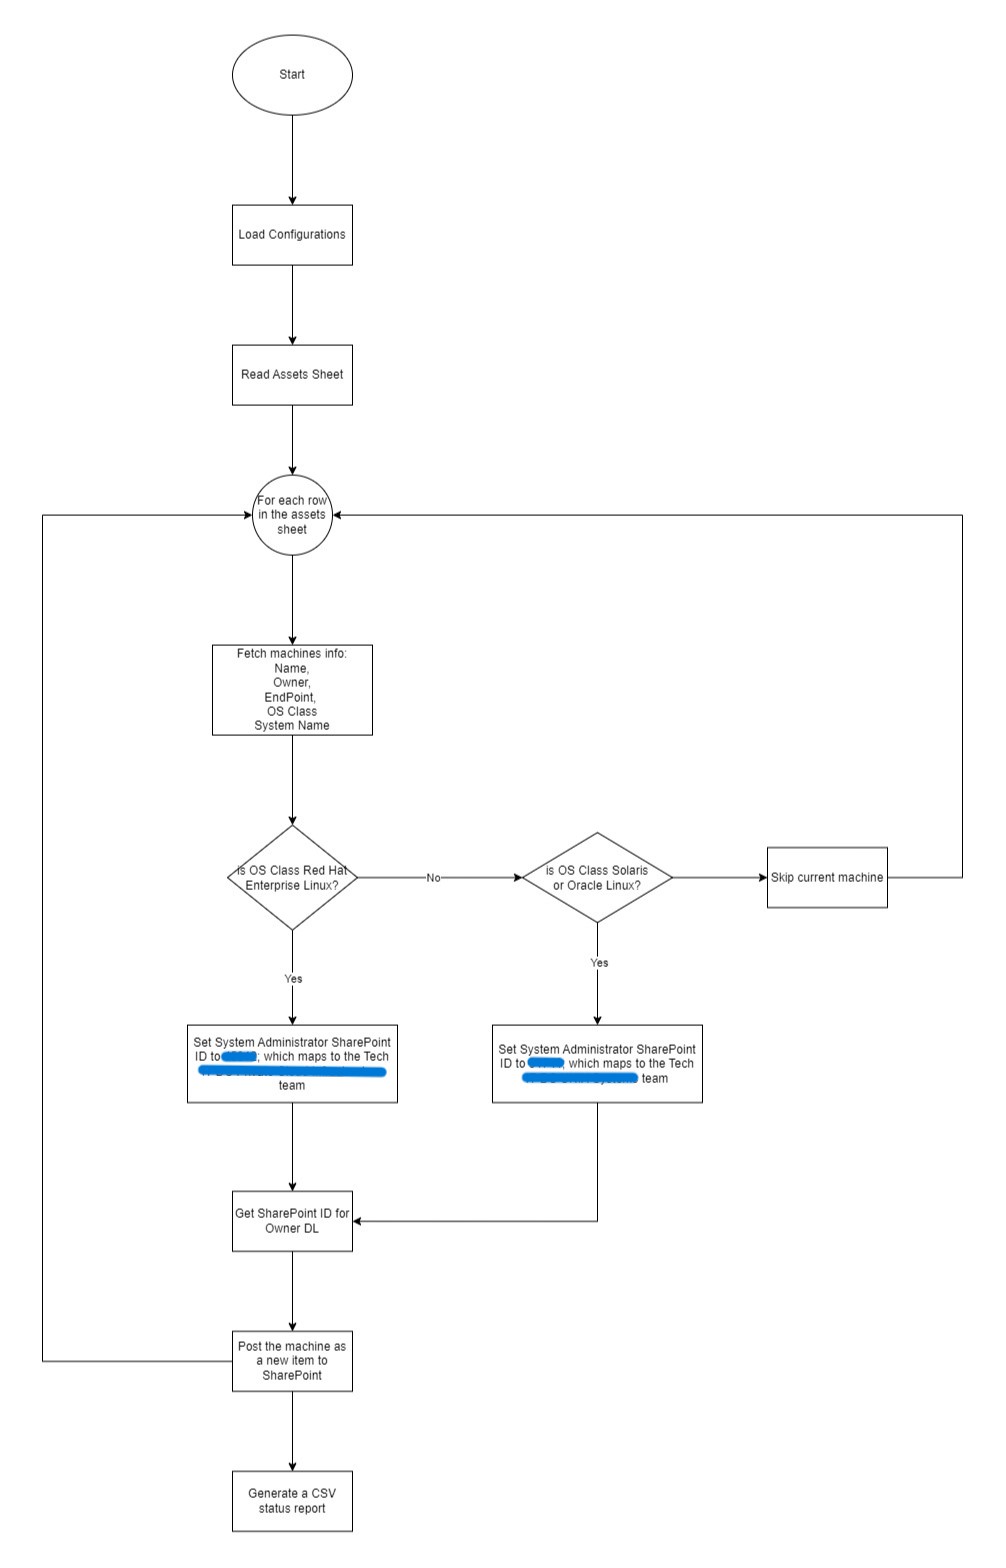 Start
Load Configurations
Read Assets Sheet
For each row
in the assets
sheet
Fetch machines info:
Name,
Owner,
EndPoint,
OS Class
System Name
is OS Class Red Hat
Enterprise Linux?
No
is OS Class Solaris
or Oracle Linux?
Skip current machine
Yes
Yes
Set System Administrator SharePoint
ID to ; which maps to the Tech
team
Set System Administrator SharePoint
ID to , which maps to the Tech
team
Get SharePoint ID for
Owner DL
Post the machine as
a new item to
SharePoint
Generate a CSV
status report